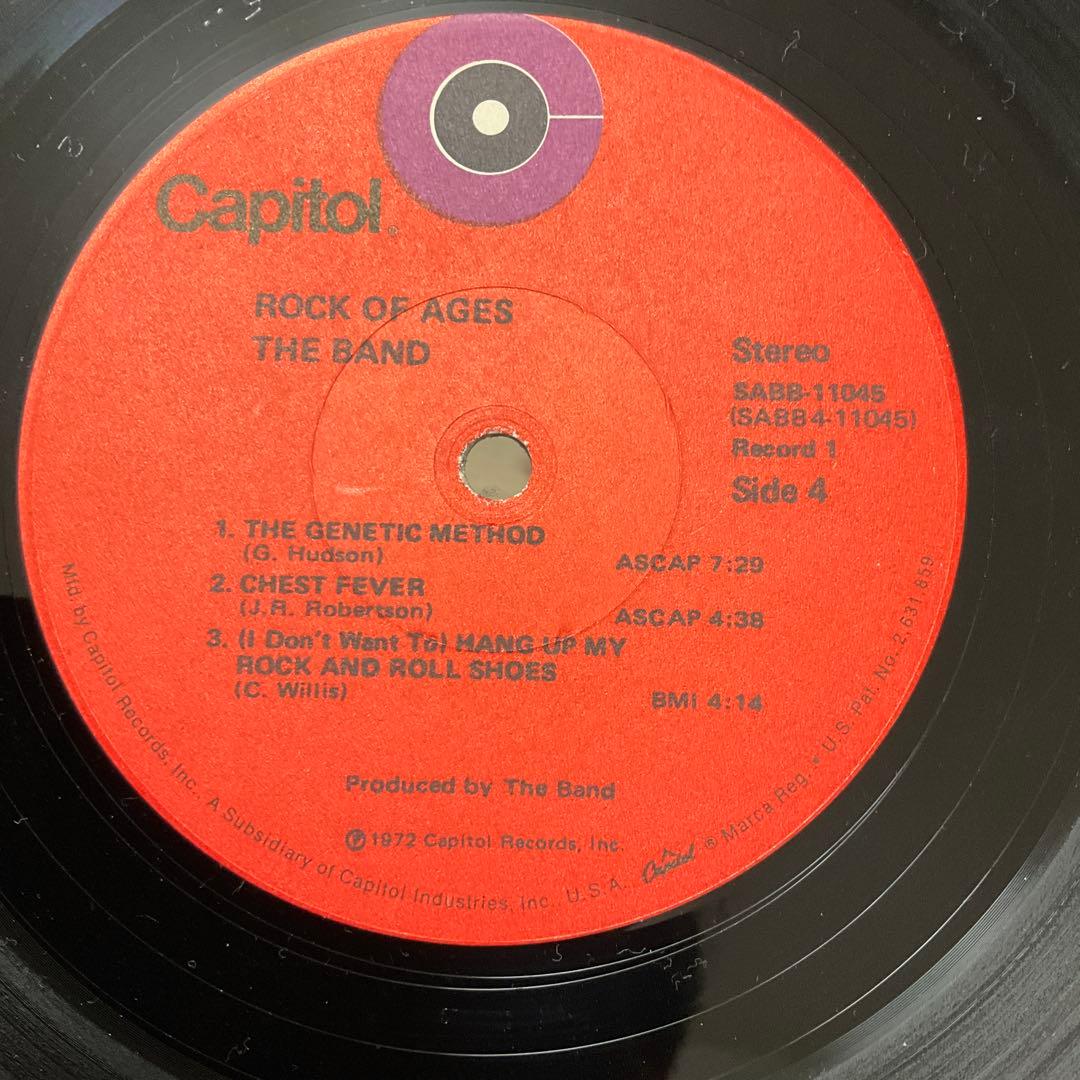 Capitol®
ROCK OF AGES
THE BAND
Stereo
SABB-11045
(SABB4-11045)
Record 1
Side 4
1. THE GENETIC METHOD
(G. Hudson) ASCAP 7:29
2. CHEST FEVER
(J.R. Robertson) ASCAP 4:38
3. (I Don't Want To) HANG UP MY
ROCK AND ROLL SHOES
(C. Willis) BMI 4:14
Produced by The Band
℗1972 Capitol Records, Inc.
Mfd. by Capitol Records, Inc., A Subsidiary of Capitol Industries, Inc., U.S.A. Capitol ® Marca Reg. • U.S. Pat. No. 2,631,859